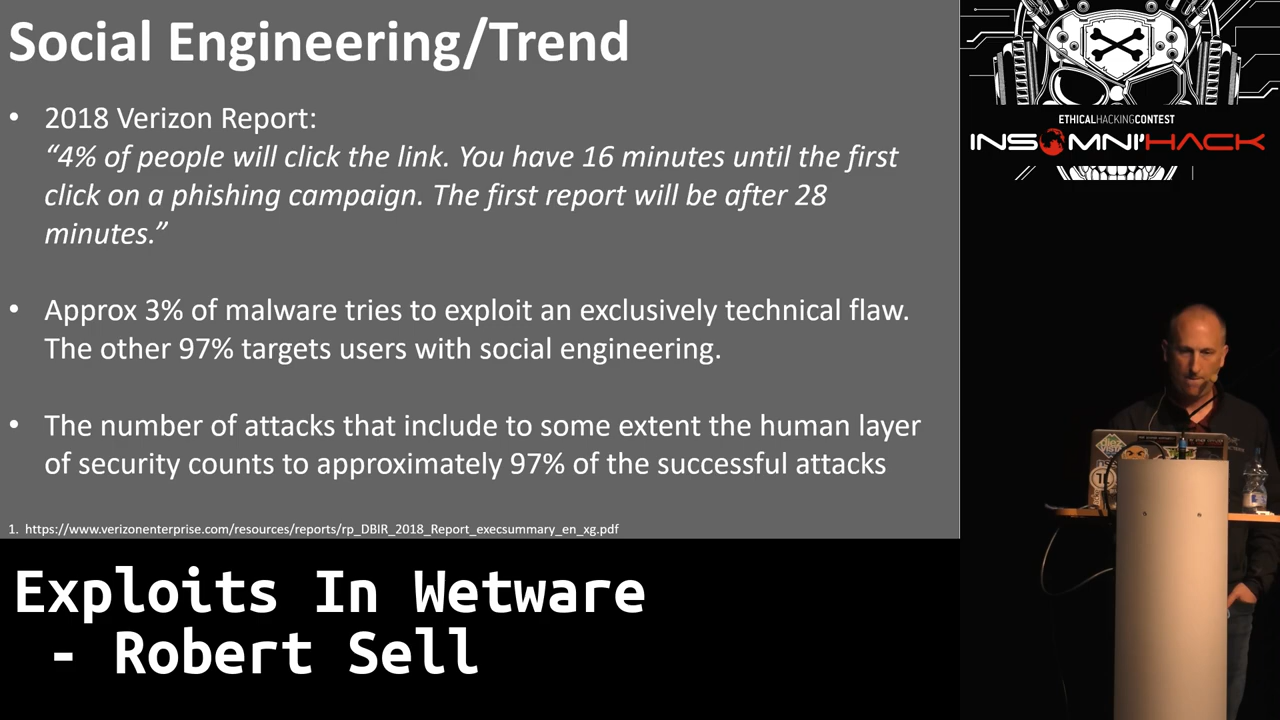 Social Engineering/Trend
• 2018 Verizon Report:
“4% of people will click the link. You have 16 minutes until the first
click on a phishing campaign. The first report will be after 28
minutes.”
• Approx 3% of malware tries to exploit an exclusively technical flaw.
The other 97% targets users with social engineering.
• The number of attacks that include to some extent the human layer
of security counts to approximately 97% of the successful attacks
1. https://www.verizonenterprise.com/resources/reports/rp_DBIR_2018_Report_execsummary_en_xg.pdf
ETHICALHACKINGCONTEST
INSOMNI'HACK
Exploits In Wetware
- Robert Sell